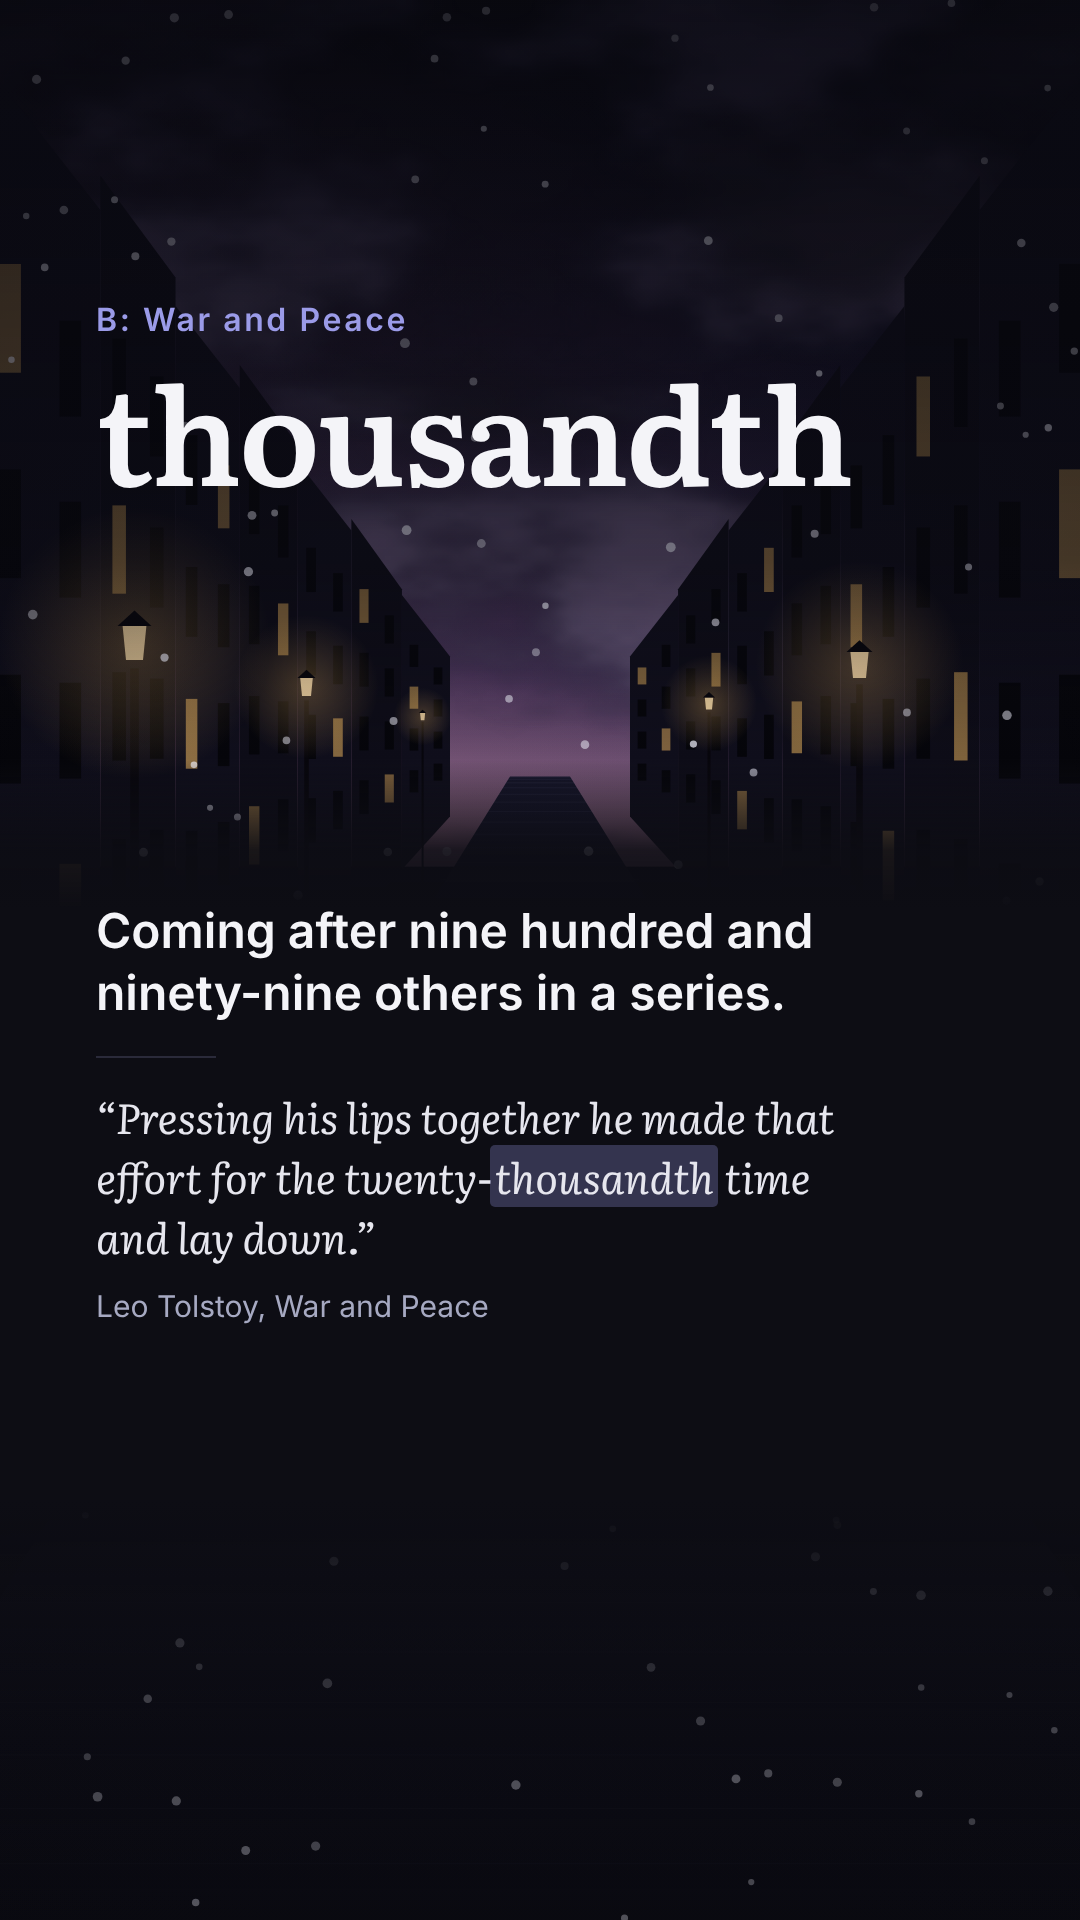 B: War and Peace
thousandth
Coming after nine hundred and
ninety-nine others in a series.
“Pressing his lips together he made that
effort for the twenty-thousandth time
and lay down.”
Leo Tolstoy, War and Peace